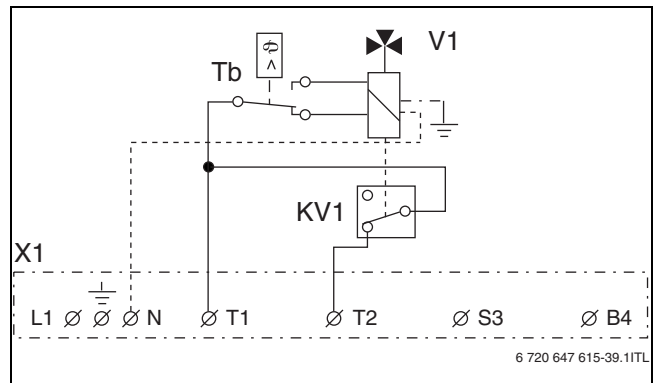 V1
Tb
ϑ <
KV1
X1
L1 N T1 T2 S3 B4
6 720 647 615-39.1ITL